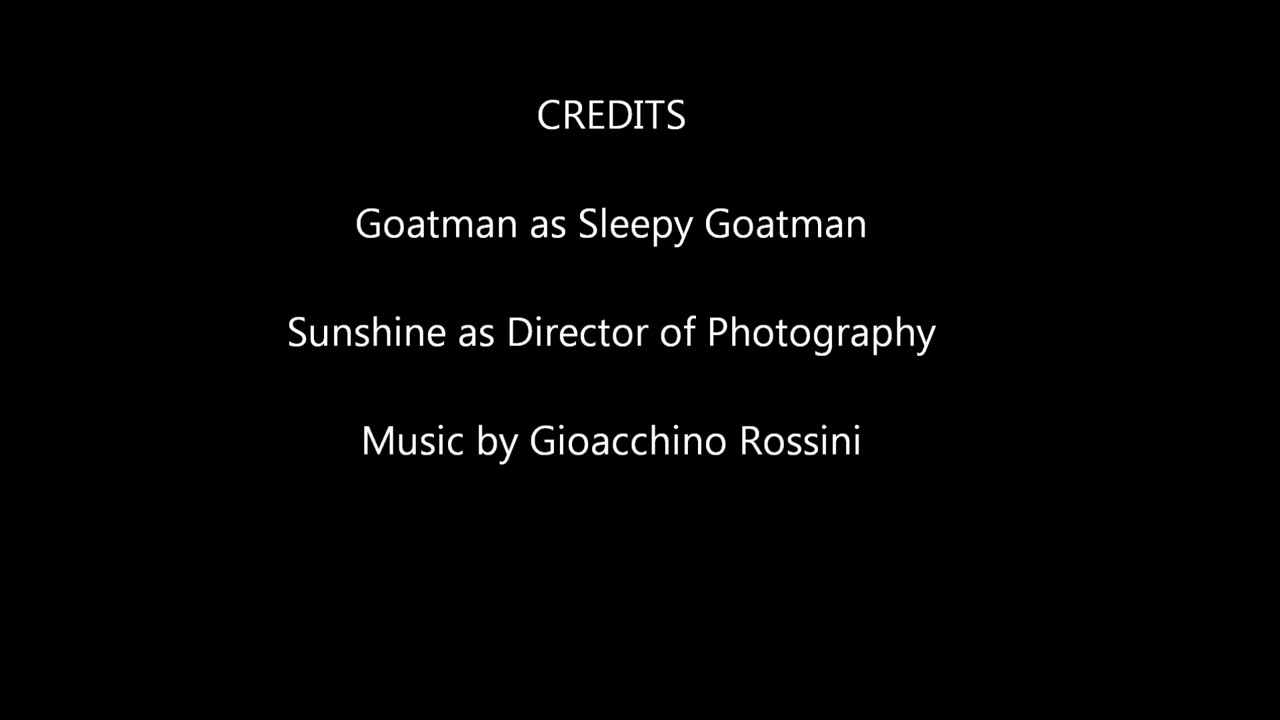 CREDITS
Goatman as Sleepy Goatman
Sunshine as Director of Photography
Music by Gioacchino Rossini